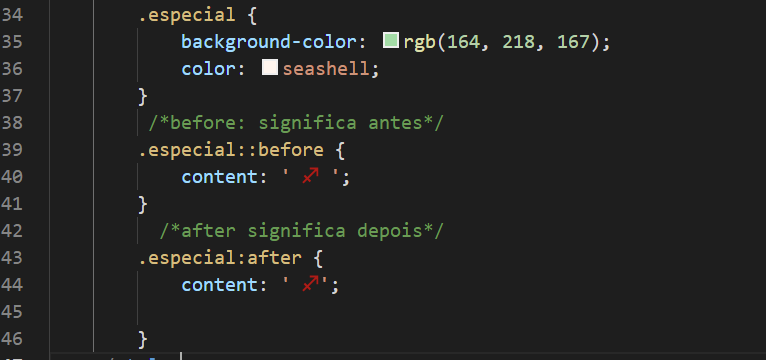 34 .especial {
35 background-color: rgb(164, 218, 167);
36 color: seashell;
37 }
38 /*before: significa antes*/
39 .especial::before {
40 content: ' ♐ ';
41 }
42 /*after significa depois*/
43 .especial:after {
44 content: ' ♐';
45
46 }